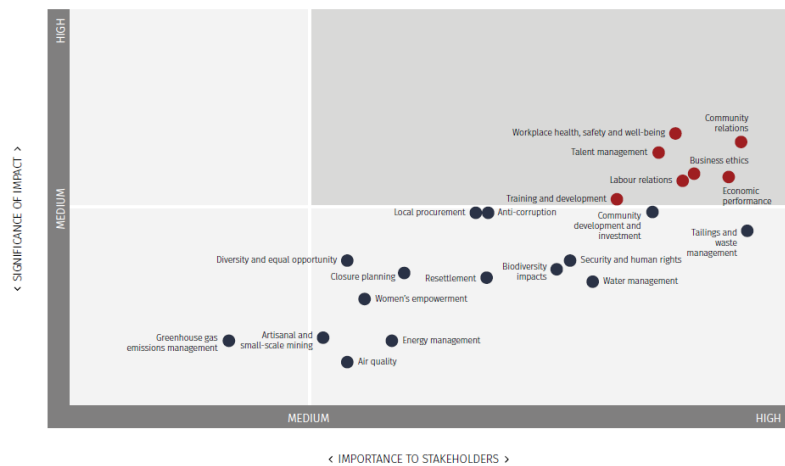 HIGH
Community
relations
Workplace health, safety and well-being
Talent management
Business ethics
Labour relations
Economic
performance
Training and development
MEDIUM
Local procurement
Anti-corruption
Community
development and
investment
Tailings and
waste
management
Diversity and equal opportunity
Security and human rights
Closure planning
Resettlement
Biodiversity
impacts
Water management
Women's empowerment
Greenhouse gas
emissions management
Artisanal and
small-scale mining
Energy management
Air quality
< SIGNIFICANCE OF IMPACT >
MEDIUM
HIGH
< IMPORTANCE TO STAKEHOLDERS >